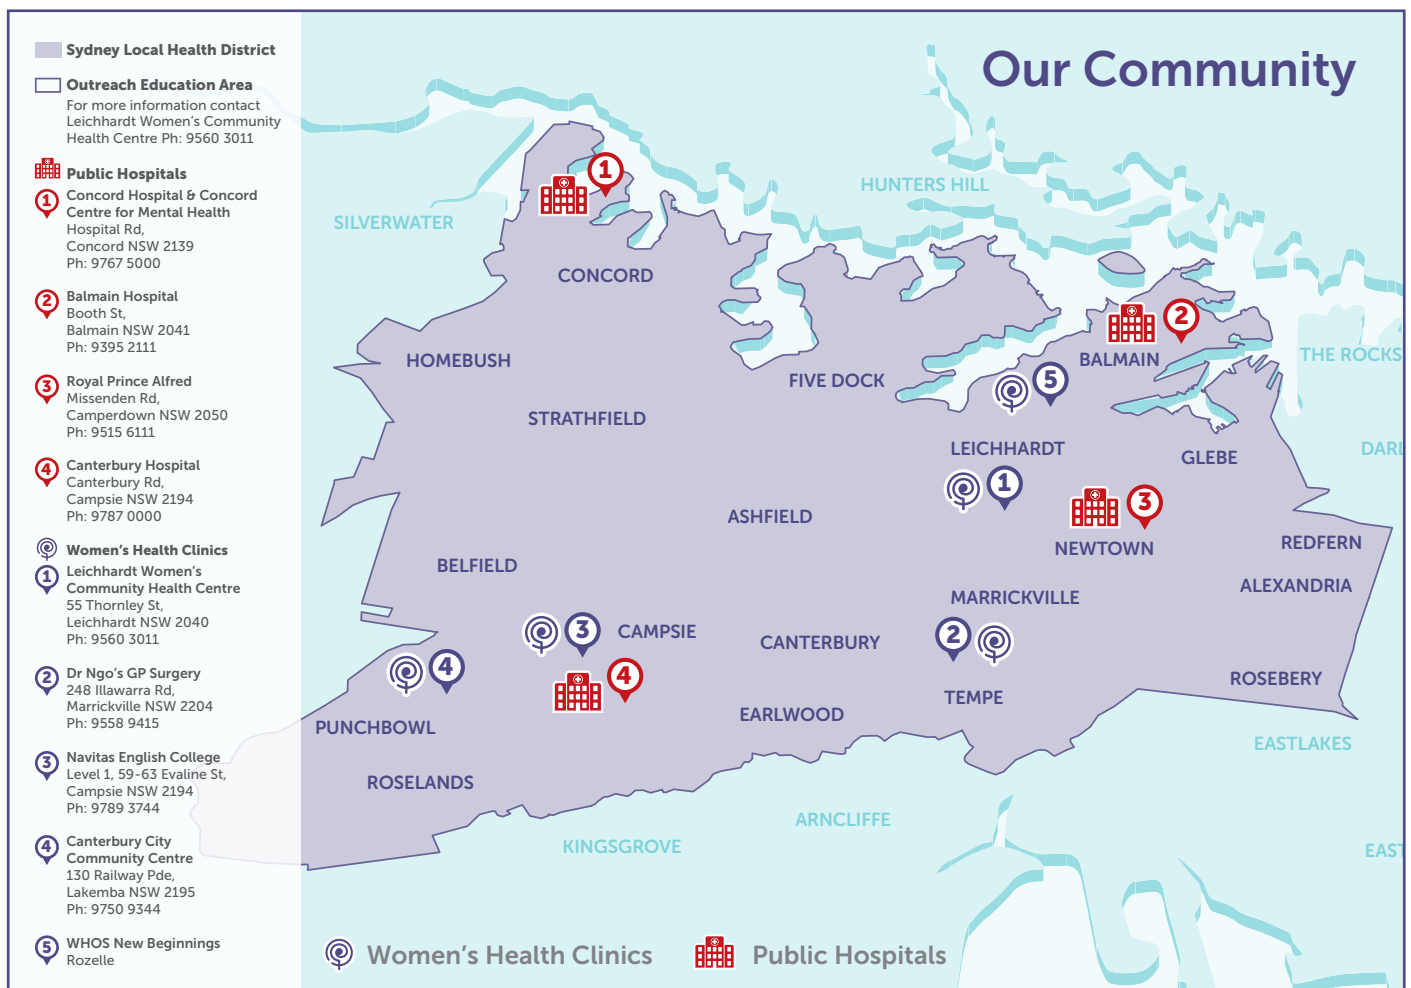 Our Community
Sydney Local Health District
Outreach Education Area
For more information contact
Leichhardt Women's Community
Health Centre Ph: 9560 3011
Public Hospitals
1
Concord Hospital & Concord
Centre for Mental Health
Hospital Rd,
Concord NSW 2139
Ph: 9767 5000
2
Balmain Hospital
Booth St,
Balmain NSW 2041
Ph: 9395 2111
3
Royal Prince Alfred
Missenden Rd,
Camperdown NSW 2050
Ph: 9515 6111
4
Canterbury Hospital
Canterbury Rd,
Campsie NSW 2194
Ph: 9787 0000
Women's Health Clinics
1
Leichhardt Women's
Community Health Centre
55 Thornley St,
Leichhardt NSW 2040
Ph: 9560 3011
2
Dr Ngo's GP Surgery
248 Illawarra Rd,
Marrickville NSW 2204
Ph: 9558 9415
3
Navitas English College
Level 1, 59-63 Evaline St,
Campsie NSW 2194
Ph: 9789 3744
4
Canterbury City
Community Centre
130 Railway Pde,
Lakemba NSW 2195
Ph: 9750 9344
5
WHOS New Beginnings
Rozelle
1
HUNTERS HILL
SILVERWATER
CONCORD
2
THE ROCKS
BALMAIN
HOMEBUSH
FIVE DOCK
5
STRATHFIELD
LEICHHARDT
DARL
GLEBE
1
3
ASHFIELD
REDFERN
NEWTOWN
BELFIELD
ALEXANDRIA
MARRICKVILLE
3
CAMPSIE
CANTERBURY
2
4
4
ROSEBERY
TEMPE
EARLWOOD
PUNCHBOWL
EASTLAKES
ROSELANDS
ARNCLIFFE
KINGSGROVE
EAST
Women's Health Clinics
Public Hospitals